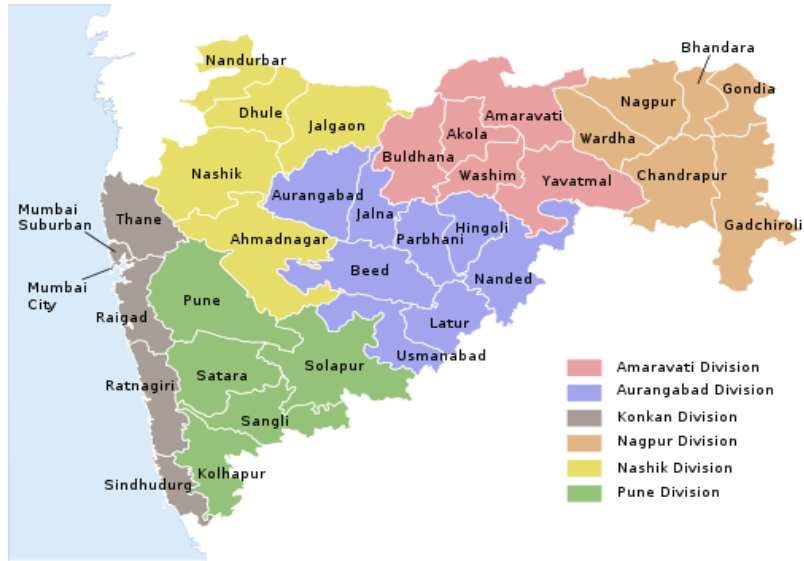 Bhandara
Nandurbar
Nagpur
Gondia
Dhule
Jalgaon
Amaravati
Akola
Wardha
Buldhana
Nashik
Washim
Yavatmal
Chandrapur
Aurangabad
Mumbai
Suburban
Thane
Jalna
Hingoli
Gadchiroli
Ahmadnagar
Parbhani
Beed
Nanded
Mumbai
City
Pune
Raigad
Latur
Usmanabad
Solapur
Satara
Ratnagiri
Sangli
Kolhapur
Sindhudurg
Amaravati Division
Aurangabad Division
Konkan Division
Nagpur Division
Nashik Division
Pune Division